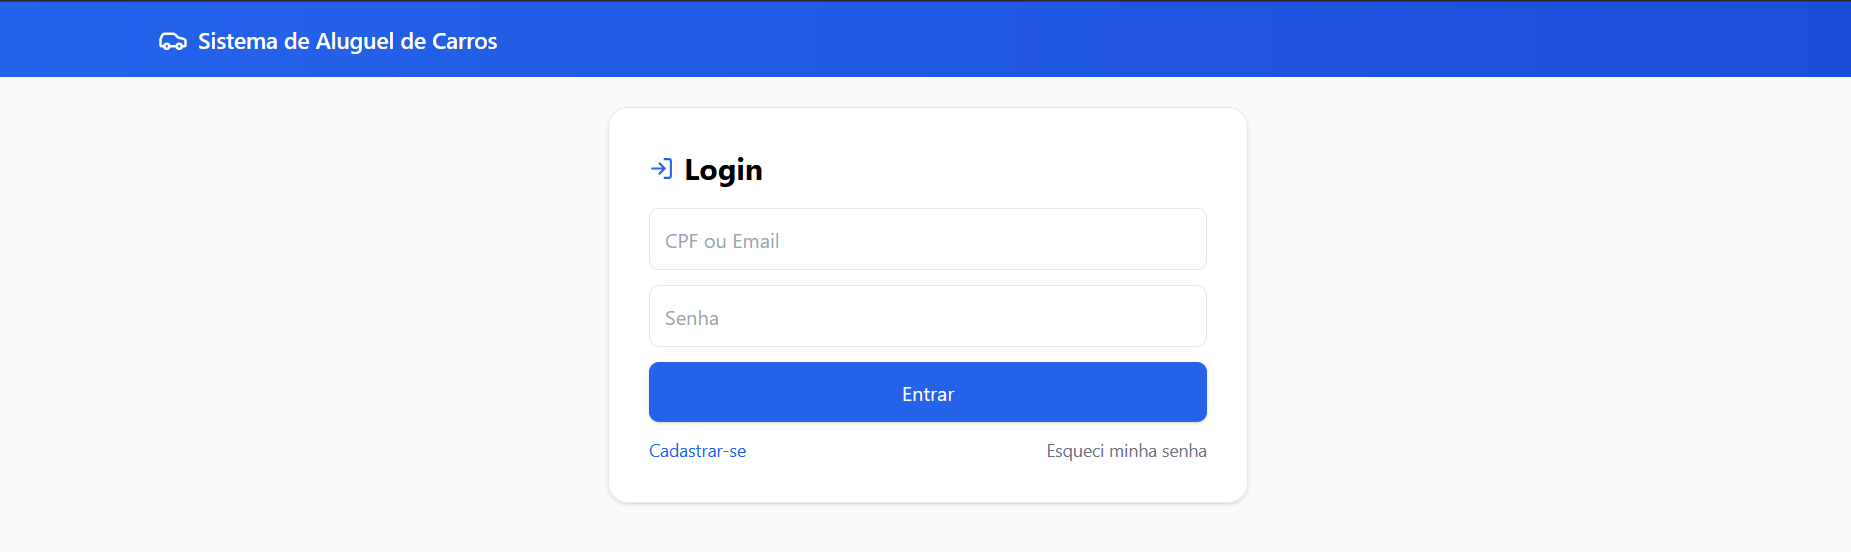 Sistema de Aluguel de Carros
Login
CPF ou Email
Senha
Entrar
Cadastrar-se
Esqueci minha senha